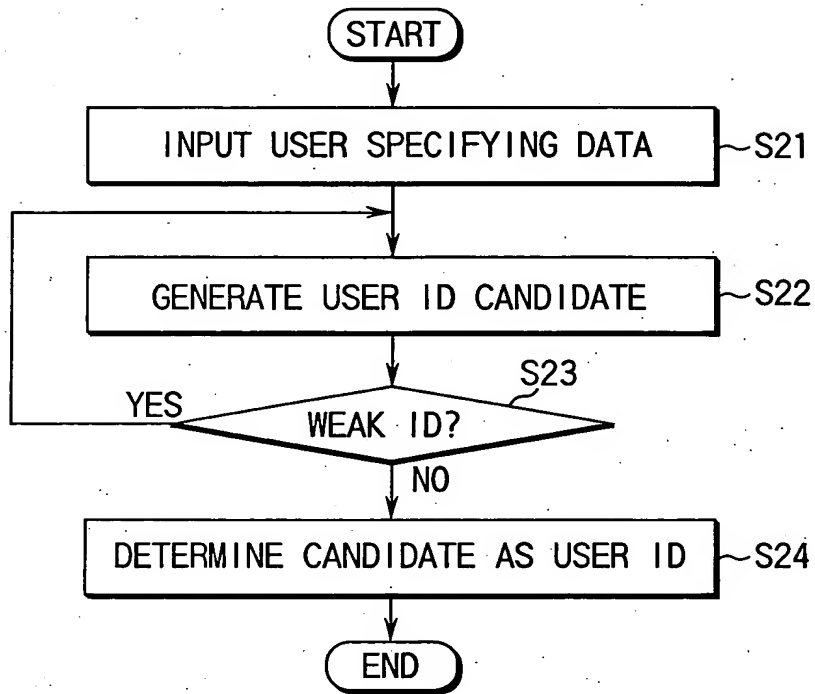 START
INPUT USER SPECIFYING DATA
S21
GENERATE USER ID CANDIDATE
S22
S23
YES
WEAK ID?
NO
DETERMINE CANDIDATE AS USER ID
S24
END